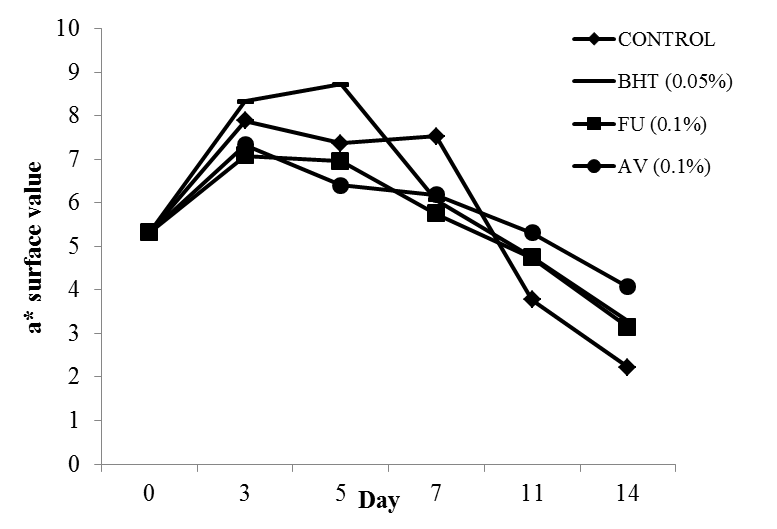 10
9
8
7
6
5
4
3
2
1
0
a* surface value
0 3 5 7 11 14
Day
CONTROL
BHT (0.05%)
FU (0.1%)
AV (0.1%)